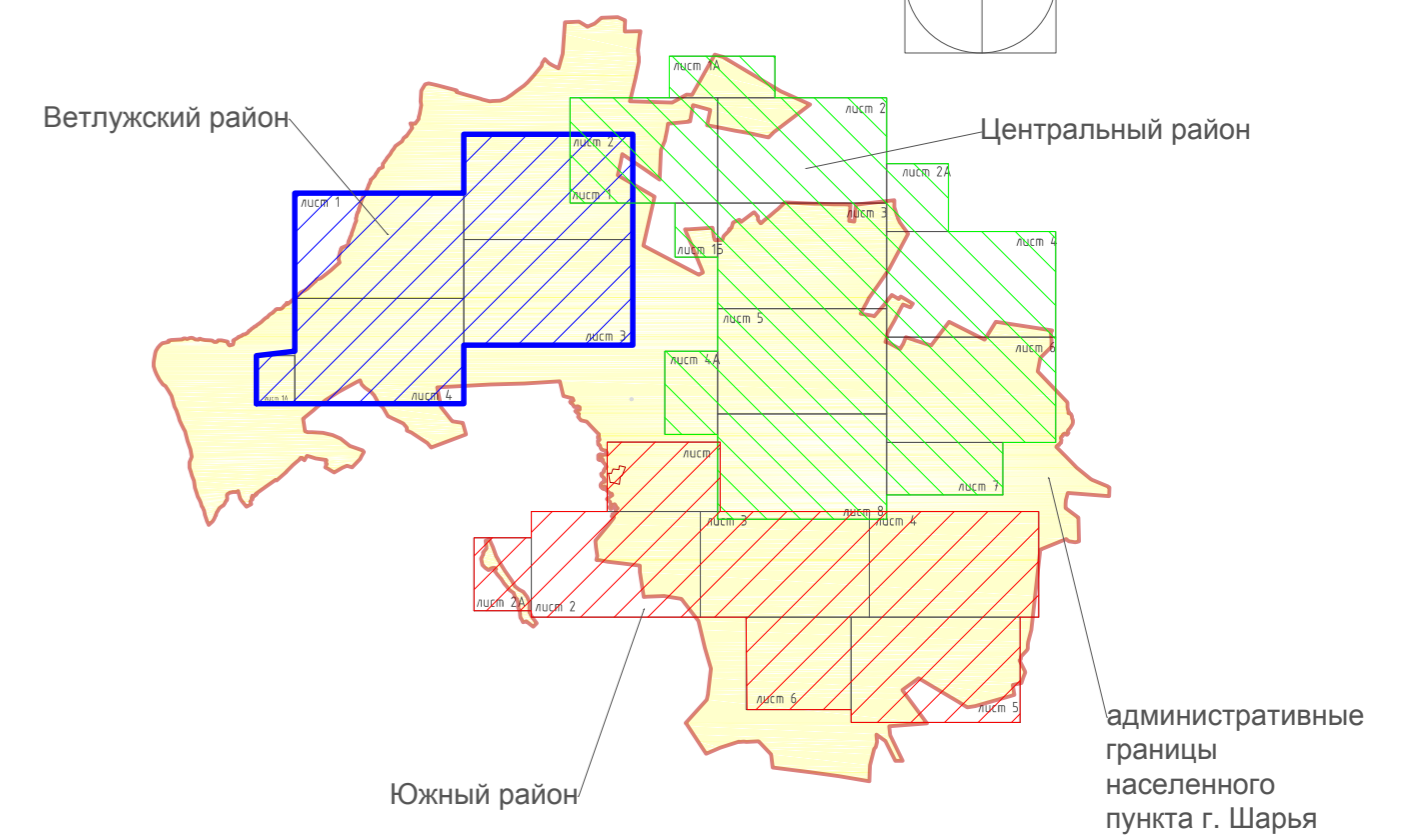 лист 1А
Ветлужский район
лист 2
Центральный район
лист 2
лист 2А
лист 1
лист 1
лист 3
лист 4
лист 1Б
лист 5
лист 3
лист 6
лист 4А
лист 4
лист 1А
лист
лист 7
лист 8
лист 3
лист 4
лист 2А
лист 2
лист 6
лист 5
Южный район
административные
границы
населенного
пункта г. Шарья